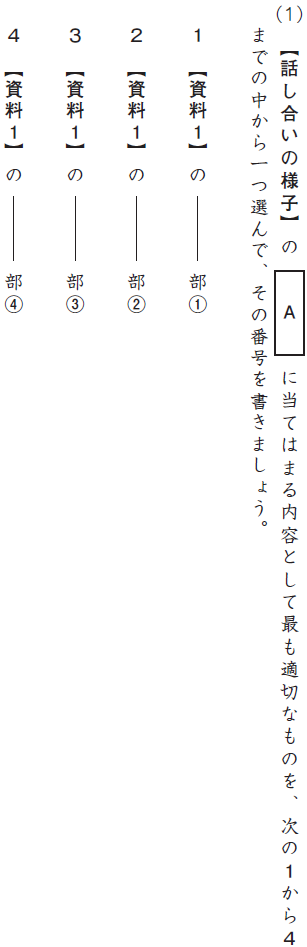 (1)
【話し合いの様子】の A に当てはまる内容として最も適切なものを、次の1から4
までの中から一つ選んで、その番号を書きましょう。
1 【資料1】の――部①
2 【資料1】の――部②
3 【資料1】の――部③
4 【資料1】の――部④